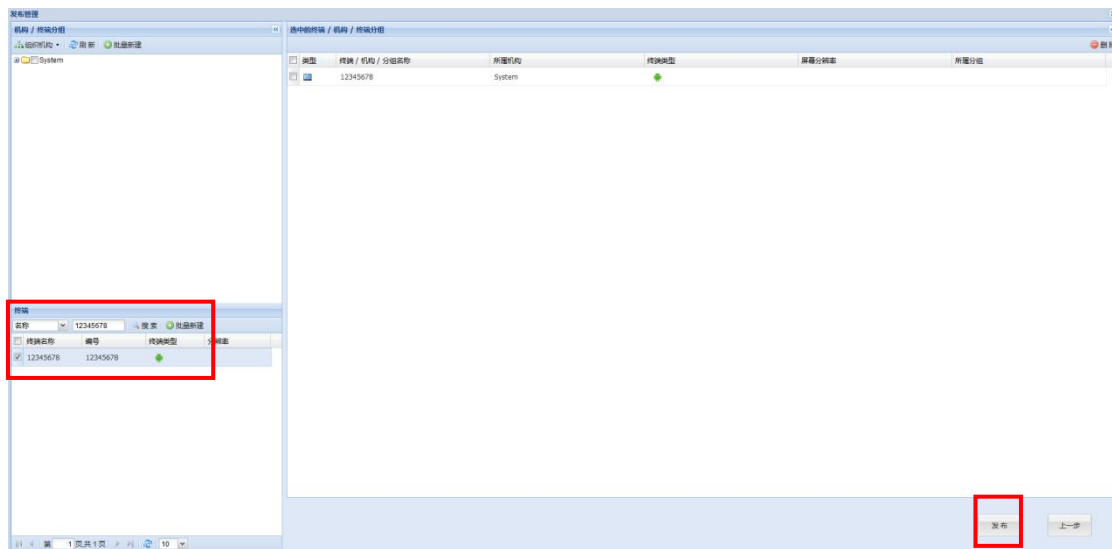 发布管理
机构 / 终端分组
组织机构 刷新 批量新建
System
选中的终端 / 机构 / 终端分组
类型 终端 / 机构 / 分组名称 所属机构 终端类型 屏幕分辨率 所属分组
12345678 System
终端
名称 12345678 搜索 批量新建
终端名称 编号 终端类型 分辨率
12345678 12345678
发布 上一步
第 1 页共 1 页 10